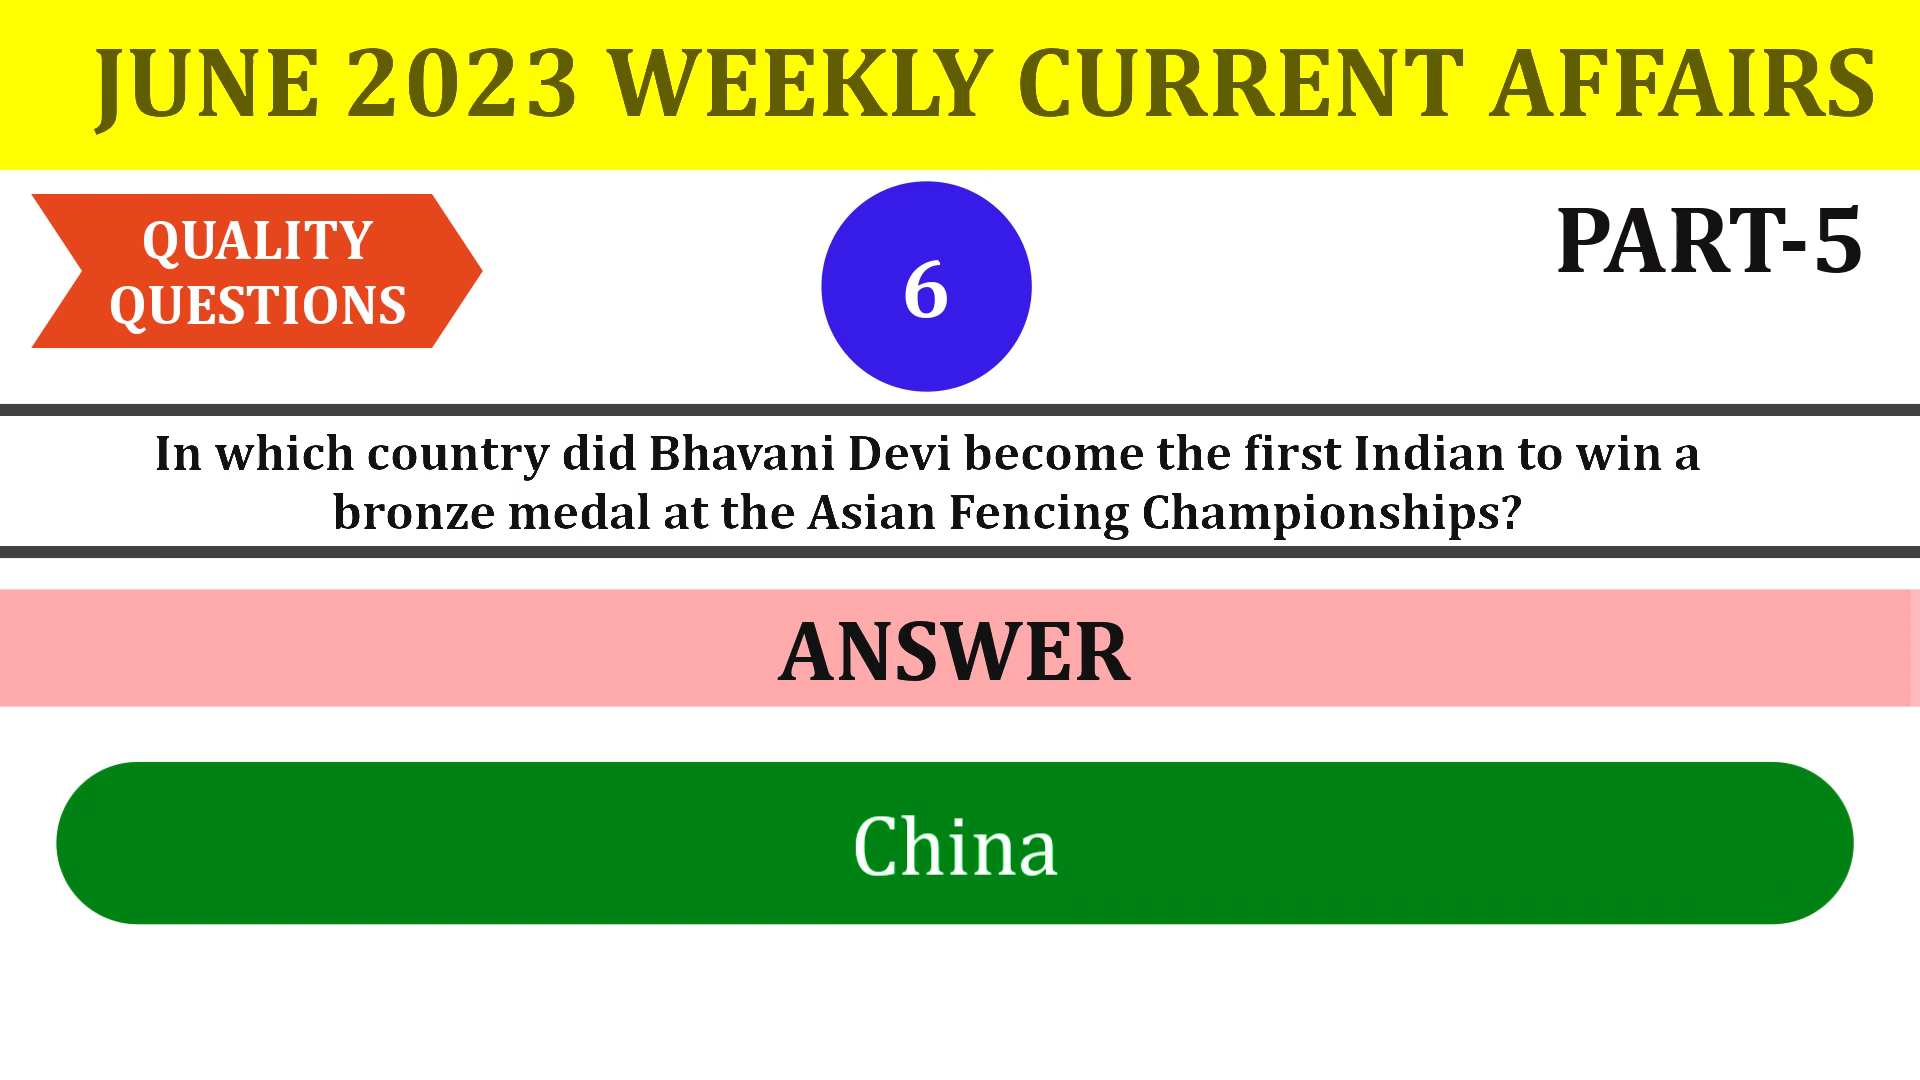 JUNE 2023 WEEKLY CURRENT AFFAIRS
QUALITY
QUESTIONS
6
PART-5
In which country did Bhavani Devi become the first Indian to win a
bronze medal at the Asian Fencing Championships?
ANSWER
China